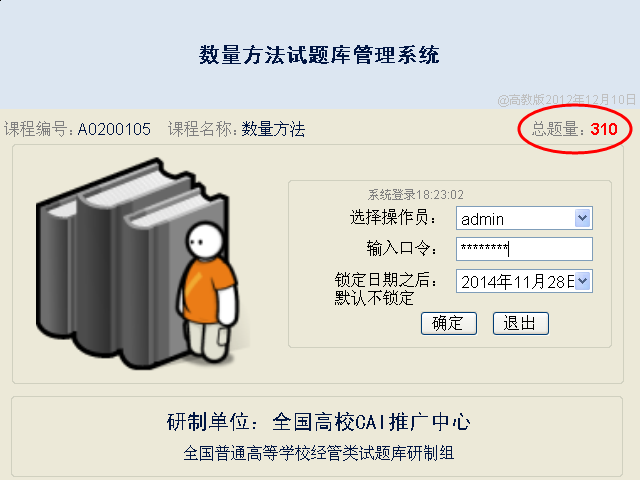 数量方法试题库管理系统
@高教版2012年12月10日
课程编号：A0200105 课程名称：数量方法 总题量：310
系统登录18:23:02
选择操作员： admin
输入口令： ********
锁定日期之后： 2014年11月28日
默认不锁定
确定 退出
研制单位：全国高校CAI推广中心
全国普通高等学校经管类试题库研制组